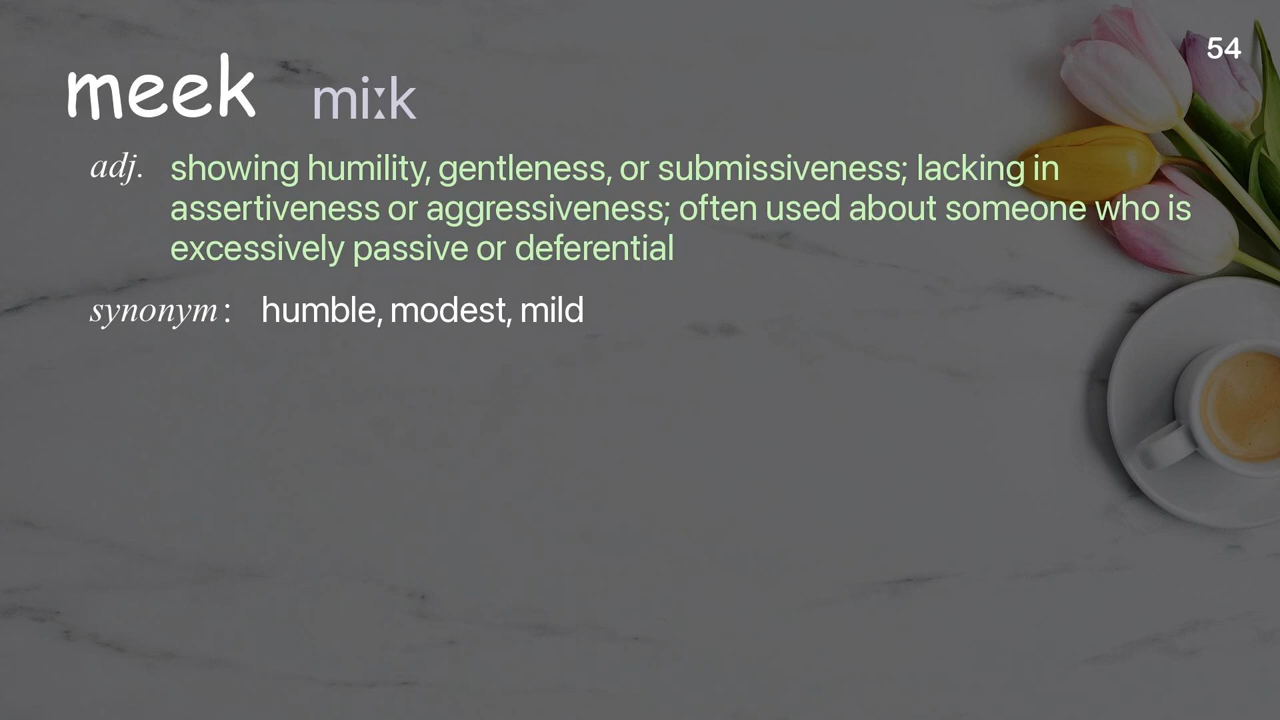 54
meek miːk
adj. showing humility, gentleness, or submissiveness; lacking in
assertiveness or aggressiveness; often used about someone who is
excessively passive or deferential
synonym: humble, modest, mild